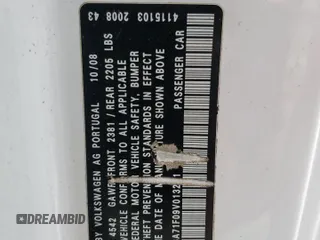 BY VOLKSWAGEN AG PORTUGAL 10/08 4115103 2008 43
4542 GAWR FRONT 2381/REAR 2205 LBS
VEHICLE CONFORMS TO ALL APPLICABLE
FEDERAL MOTOR VEHICLE SAFETY, BUMPER
THEFT PREVENTION STANDARDS IN EFFECT
THE DATE OF MANUFACTURE SHOWN ABOVE
PASSENGER CAR
DREAMBID